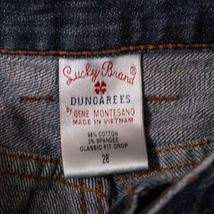 Lucky Brand
DUNGAREES
by GENE MONTESANO
MADE IN VIETNAM
98% COTTON
2% SPANDEX
CLASSIC FIT CROP
28